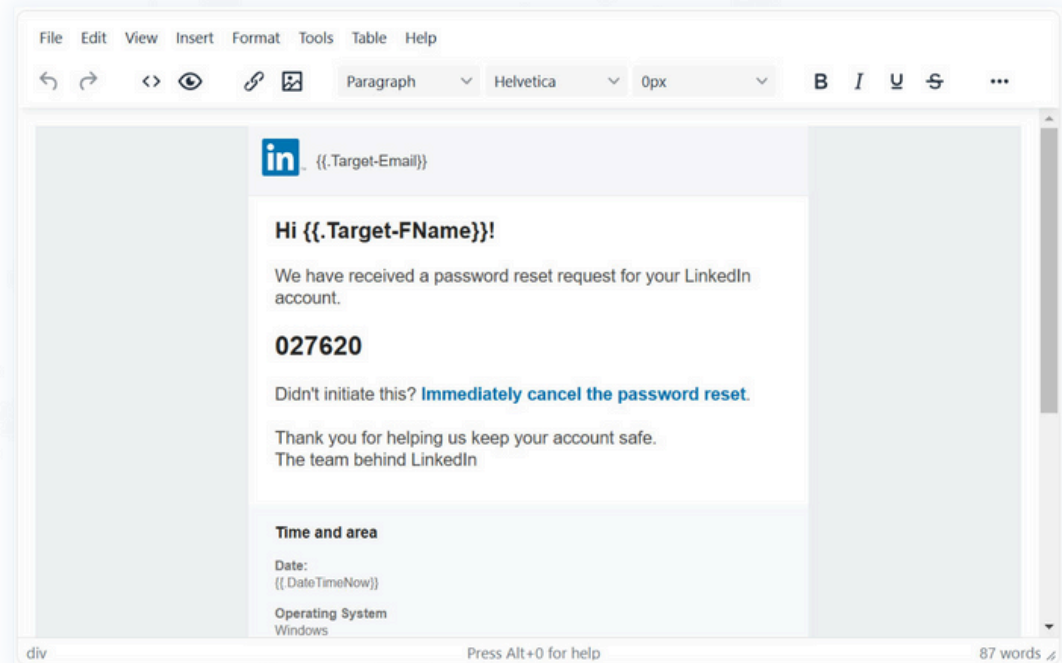 File Edit View Insert Format Tools Table Help
Paragraph Helvetica 0px B I U S
in {{.Target-Email}}
Hi {{.Target-FName}}!
We have received a password reset request for your LinkedIn
account.
027620
Didn't initiate this? Immediately cancel the password reset.
Thank you for helping us keep your account safe.
The team behind LinkedIn
Time and area
Date:
{{.DateTimeNow}}
Operating System
Windows
div Press Alt+0 for help 87 words